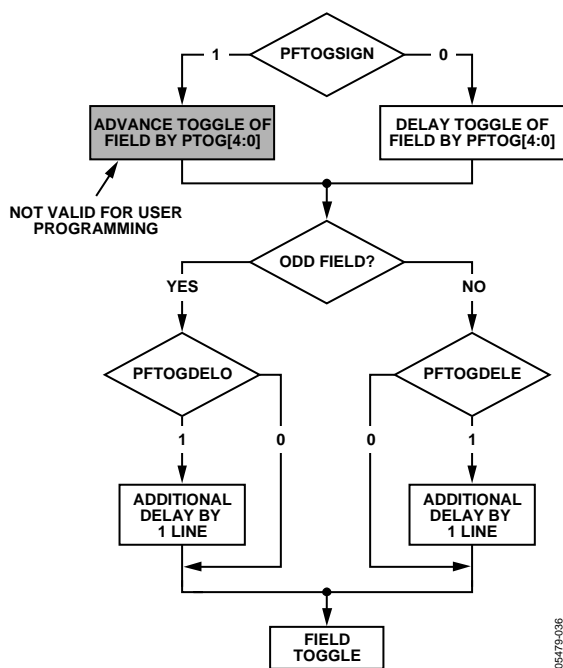 PFTOGSIGN
1
0
ADVANCE TOGGLE OF
FIELD BY PTOG[4:0]
DELAY TOGGLE OF
FIELD BY PFTOG[4:0]
NOT VALID FOR USER
PROGRAMMING
ODD FIELD?
YES
NO
PFTOGDELO
PFTOGDELE
1
0
0
1
ADDITIONAL
DELAY BY
1 LINE
ADDITIONAL
DELAY BY
1 LINE
FIELD
TOGGLE
05479-036